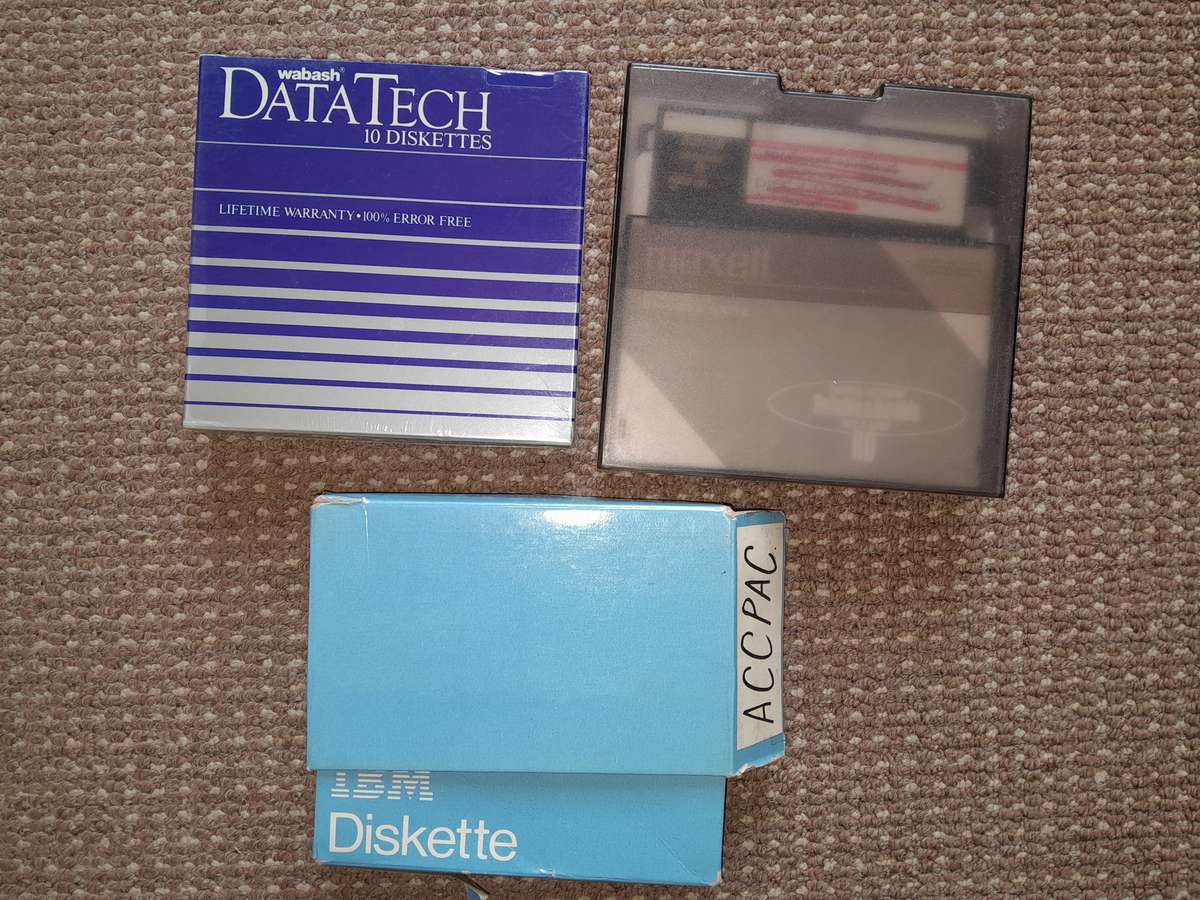 wabash®
DATATECH
10 DISKETTES
LIFETIME WARRANTY • 100% ERROR FREE
maxell
ACCPAC.
IBM
Diskette